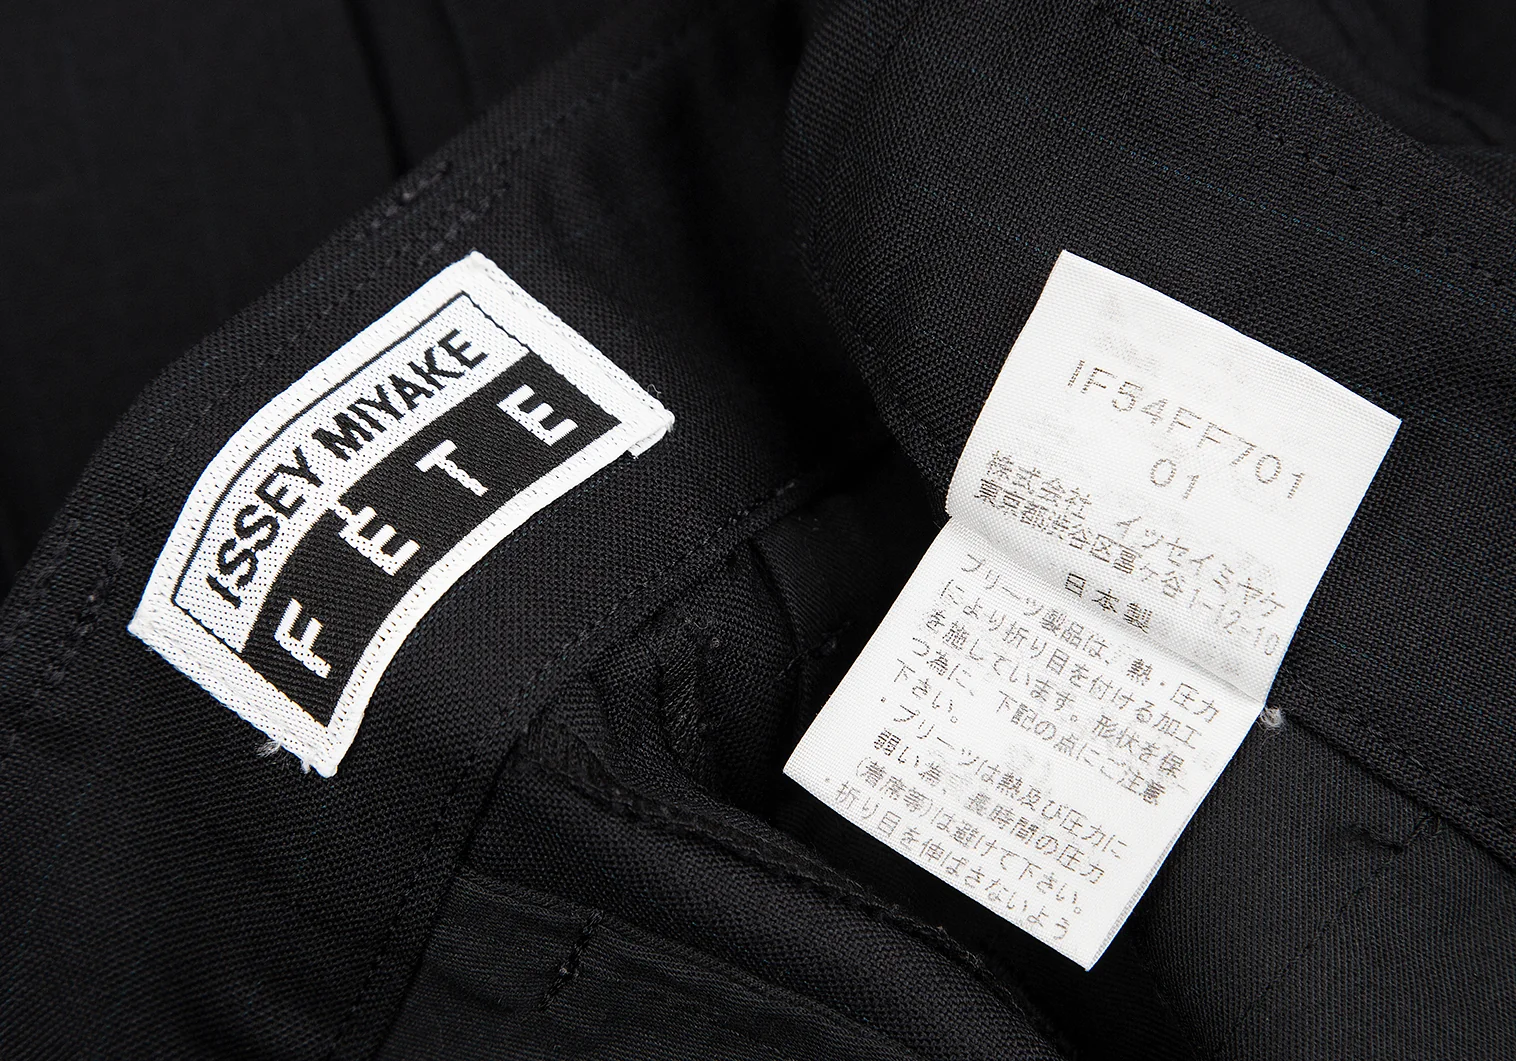 ISSEY MIYAKE
FETE
IF54FF701
01
株式会社 イッセイミヤケ
東京都渋谷区富ヶ谷1-12-10
日本製
プリーツ製品は、熱・圧力
により折り目を付ける加工
を施しています。形状を保
つ為に、下記の点にご注意
下さい。
・プリーツは熱及び圧力に
弱い為、長時間の圧力
(着席等)は避けて下さい。
・折り目を伸ばさないよう